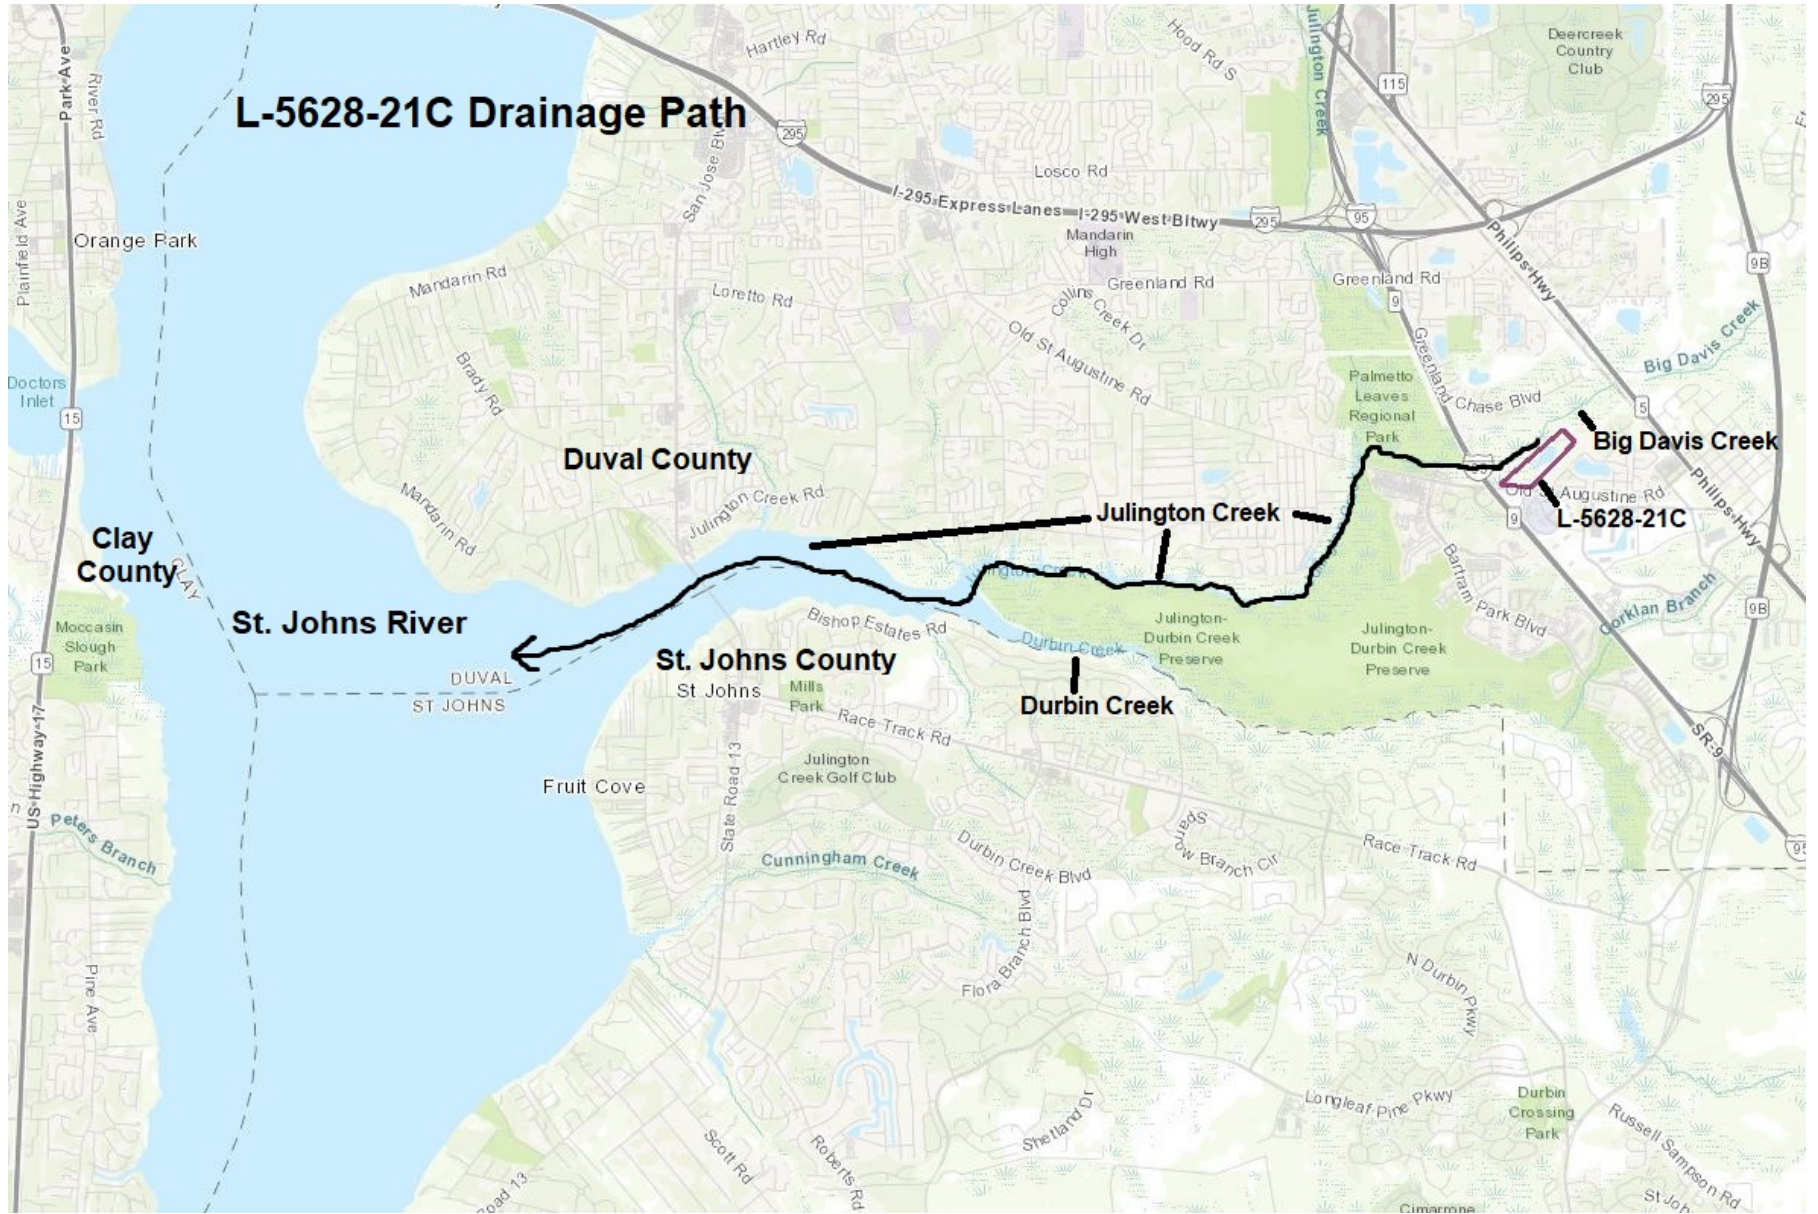 L-5628-21C Drainage Path
Park Ave
River Rd
Hartley Rd
Hood Rd S
Julington Creek
Deercreek
Country
Club
115
295
295
San Jose Blvd
Losco Rd
I-295 Express Lanes
I-295 West Bltwy
295
95
Plainfield Ave
Orange Park
Mandarin
High
Philips Hwy
9B
Mandarin Rd
Loretto Rd
Collins Creek Dr
Greenland Rd
Greenland Rd
9
Old St Augustine Rd
Big Davis Creek
Doctors
Inlet
15
Brady Rd
Palmetto
Leaves
Regional
Park
Greenland Chase Blvd
5
Big Davis Creek
Duval County
Mandarin Rd
Julington Creek Rd
Julington Creek
Augustine Rd
L-5628-21C
9
Philips Hwy
Clay
County
CLAY
Bartram Park Blvd
Corklan Branch
9B
St. Johns River
Moccasin
Slough
Park
15
Bishop Estates Rd
Durbin Creek
Julington-
Durbin Creek
Preserve
Julington-
Durbin Creek
Preserve
St. Johns County
St Johns
Mills
Park
DUVAL
ST JOHNS
Durbin Creek
Race Track Rd
SR-9
US Highway 17
State Road 13
Julington
Creek Golf Club
Fruit Cove
Peters Branch
Sparrow Branch Cir
Race Track Rd
95
Cunningham Creek
Durbin Creek Blvd
Flora Branch Blvd
Pine Ave
N Durbin Pkwy
Longleaf Pine Pkwy
Durbin
Crossing
Park
Shetland Dr
Scott Rd
Roberts Rd
Russell Sampson Rd
Road 13
Cimarrone